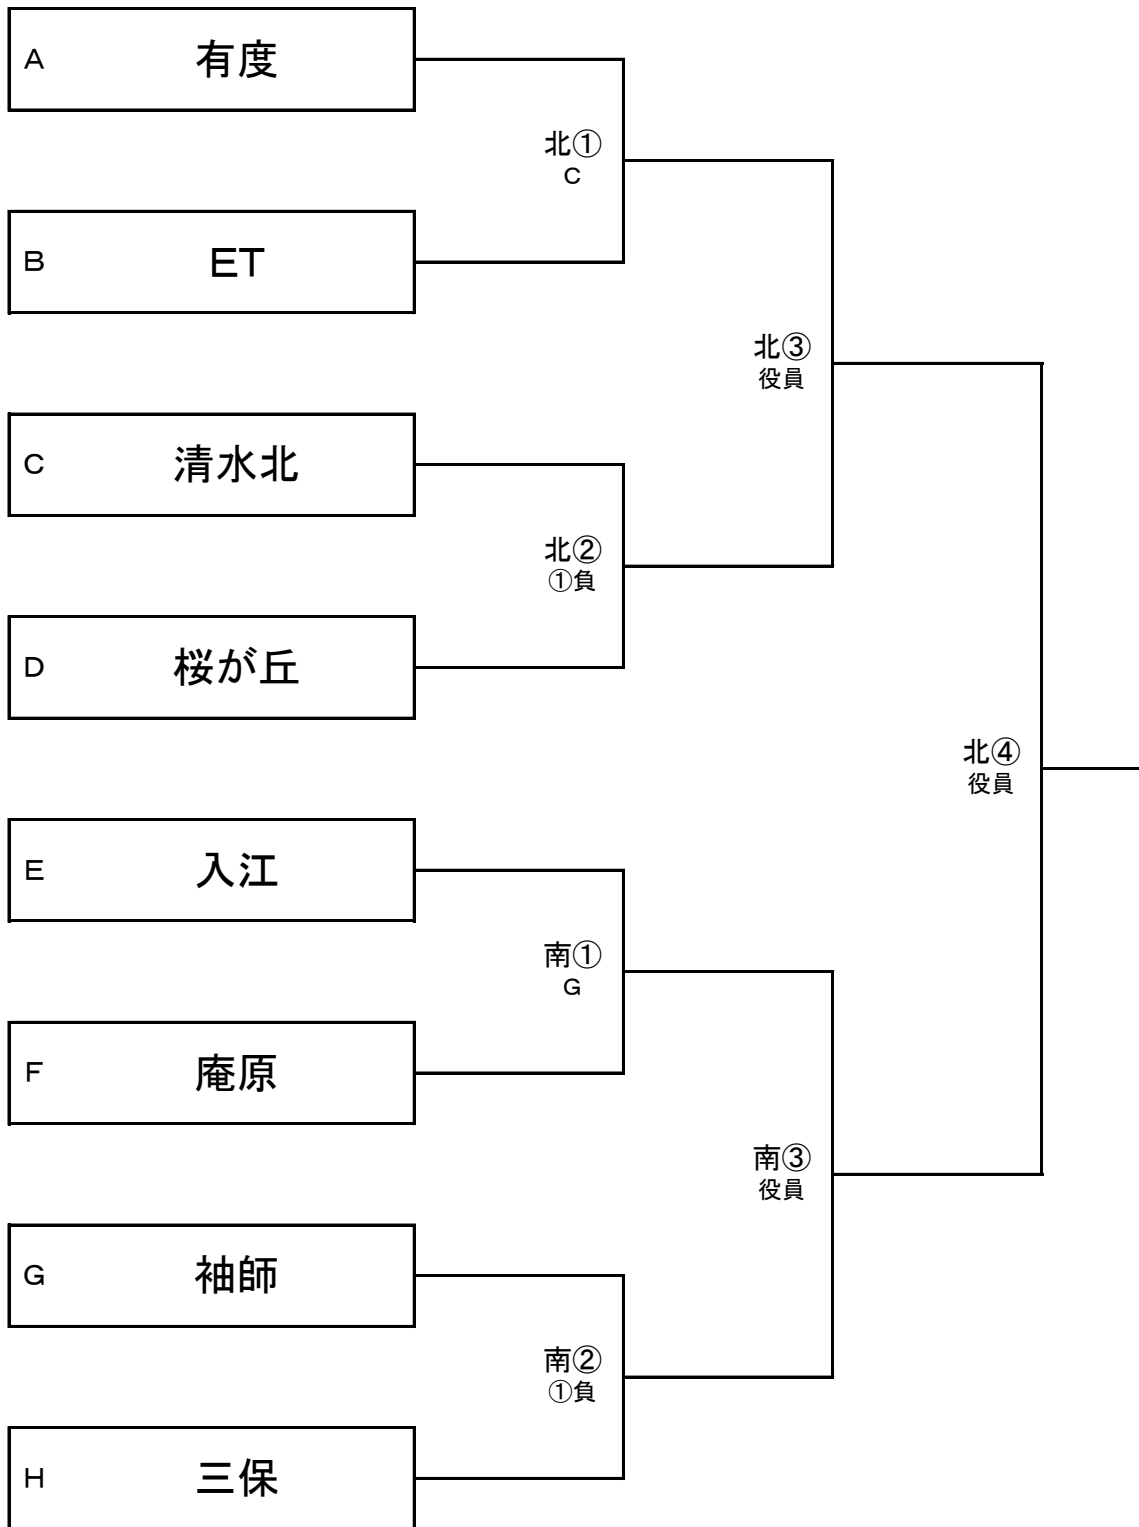 A 有度
北①
C
B ET
北③
役員
C 清水北
北②
①負
D 桜が丘
北④
役員
E 入江
南①
G
F 庵原
南③
役員
G 袖師
南②
①負
H 三保